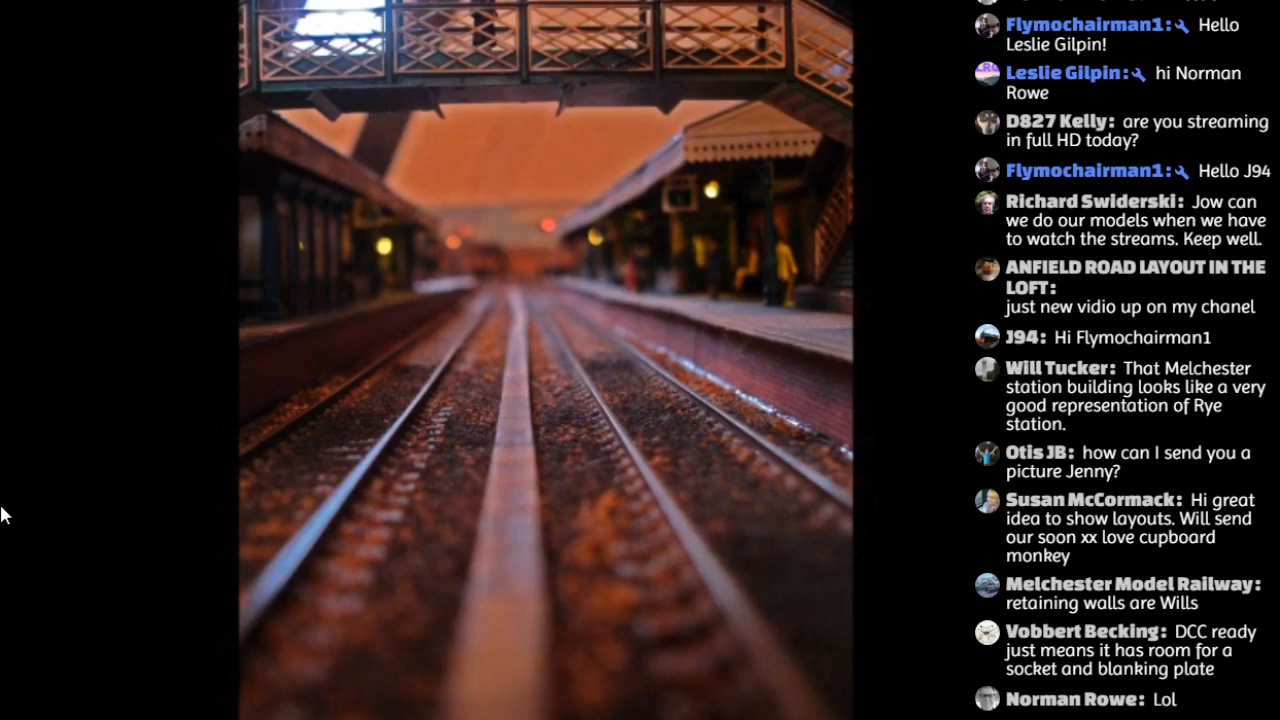 Flymochairman1: Hello
Leslie Gilpin!
Leslie Gilpin: hi Norman
Rowe
D827 Kelly: are you streaming
in full HD today?
Flymochairman1: Hello J94
Richard Swiderski: Jow can
we do our models when we have
to watch the streams. Keep well.
ANFIELD ROAD LAYOUT IN THE
LOFT:
just new vidio up on my chanel
J94: Hi Flymochairman1
Will Tucker: That Melchester
station building looks like a very
good representation of Rye
station.
Otis JB: how can I send you a
picture Jenny?
Susan McCormack: Hi great
idea to show layouts. Will send
our soon xx love cupboard
monkey
Melchester Model Railway:
retaining walls are Wills
Vobbert Becking: DCC ready
just means it has room for a
socket and blanking plate
Norman Rowe: Lol